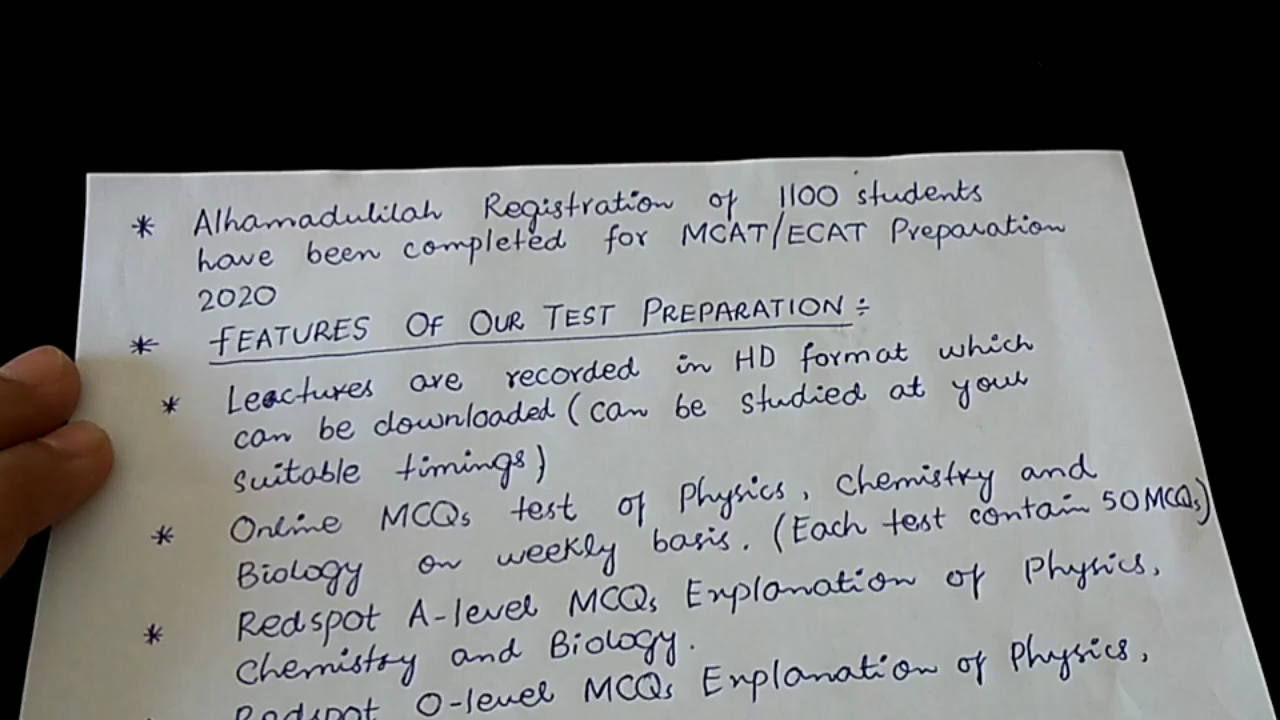 * Alhamadulilah Registration of 1100 students
have been completed for MCAT/ECAT Preparation
2020
* FEATURES OF OUR TEST PREPARATION :-
* Leactures are recorded in HD format which
can be downloaded (can be studied at your
suitable timings)
* Online MCQs test of Physics, Chemistry and
Biology on weekly basis. (Each test contain 50 MCQs)
* Redspot A-level MCQs Explanation of Physics,
Chemistry and Biology.
* Redspot O-level MCQs Explanation of Physics,